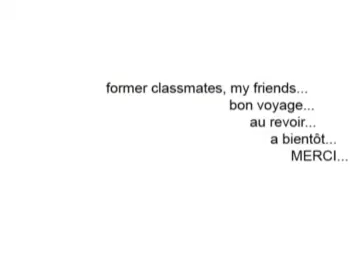 former classmates, my friends...
bon voyage...
au revoir...
a bientôt...
MERCI...